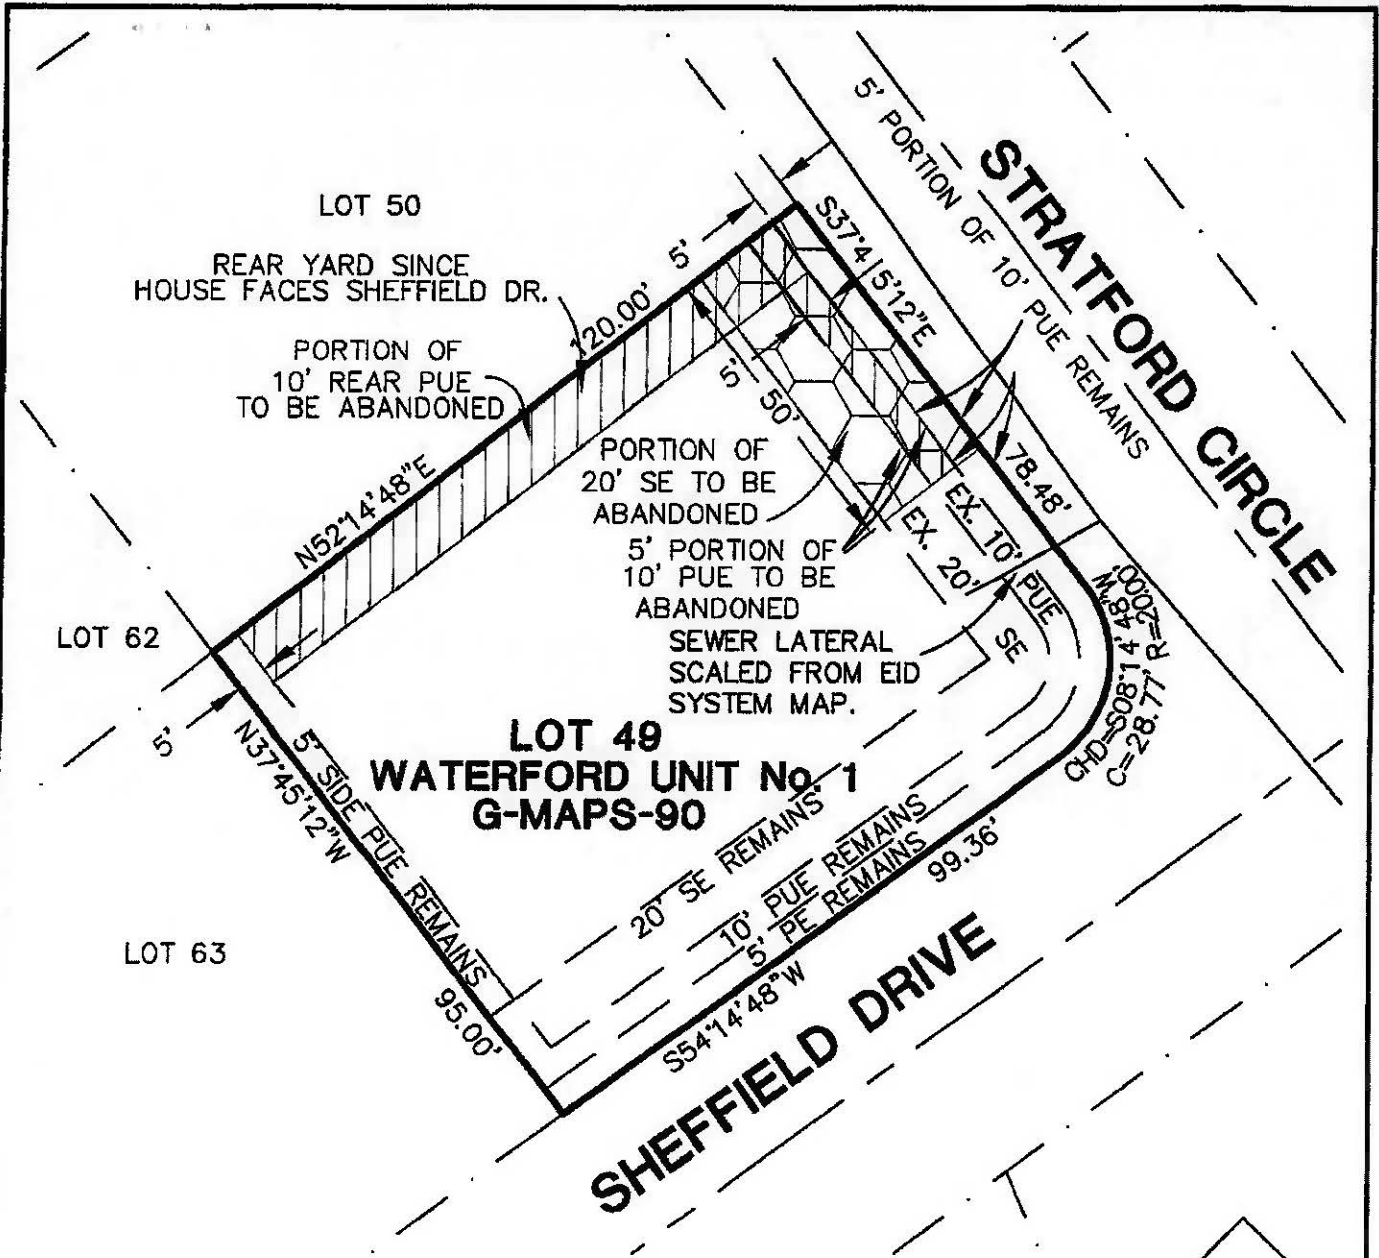 LOT 50
REAR YARD SINCE
HOUSE FACES SHEFFIELD DR.
PORTION OF
10' REAR PUE
TO BE ABANDONED
120.00'
N52°14'48"E
5'
S37°45'12"E
78.48'
5' PORTION OF 10' PUE REMAINS
STRATFORD CIRCLE
5'
50'
PORTION OF
20' SE TO BE
ABANDONED
5' PORTION OF
10' PUE TO BE
ABANDONED
SEWER LATERAL
SCALED FROM EID
SYSTEM MAP.
EX. 10' PUE
EX. 20' SE
CHD=S08°14'48"W R=20.00'
C=28.77'
LOT 62
5'
N37°45'12"W
95.00'
5' SIDE PUE REMAINS
LOT 49
WATERFORD UNIT No. 1
G-MAPS-90
LOT 63
20' SE REMAINS
10' PUE REMAINS
5' PE REMAINS
99.36'
S54°14'48"W
SHEFFIELD DRIVE